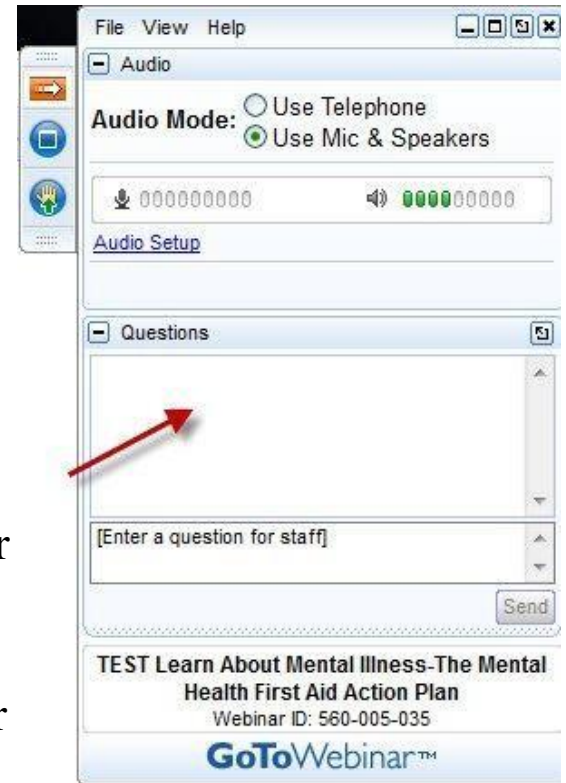 File View Help
Audio
Audio Mode: Use Telephone
Use Mic & Speakers
Audio Setup
Questions
[Enter a question for staff]
Send
r
TEST Learn About Mental Illness-The Mental
Health First Aid Action Plan
r
Webinar ID: 560-005-035
GoToWebinar™